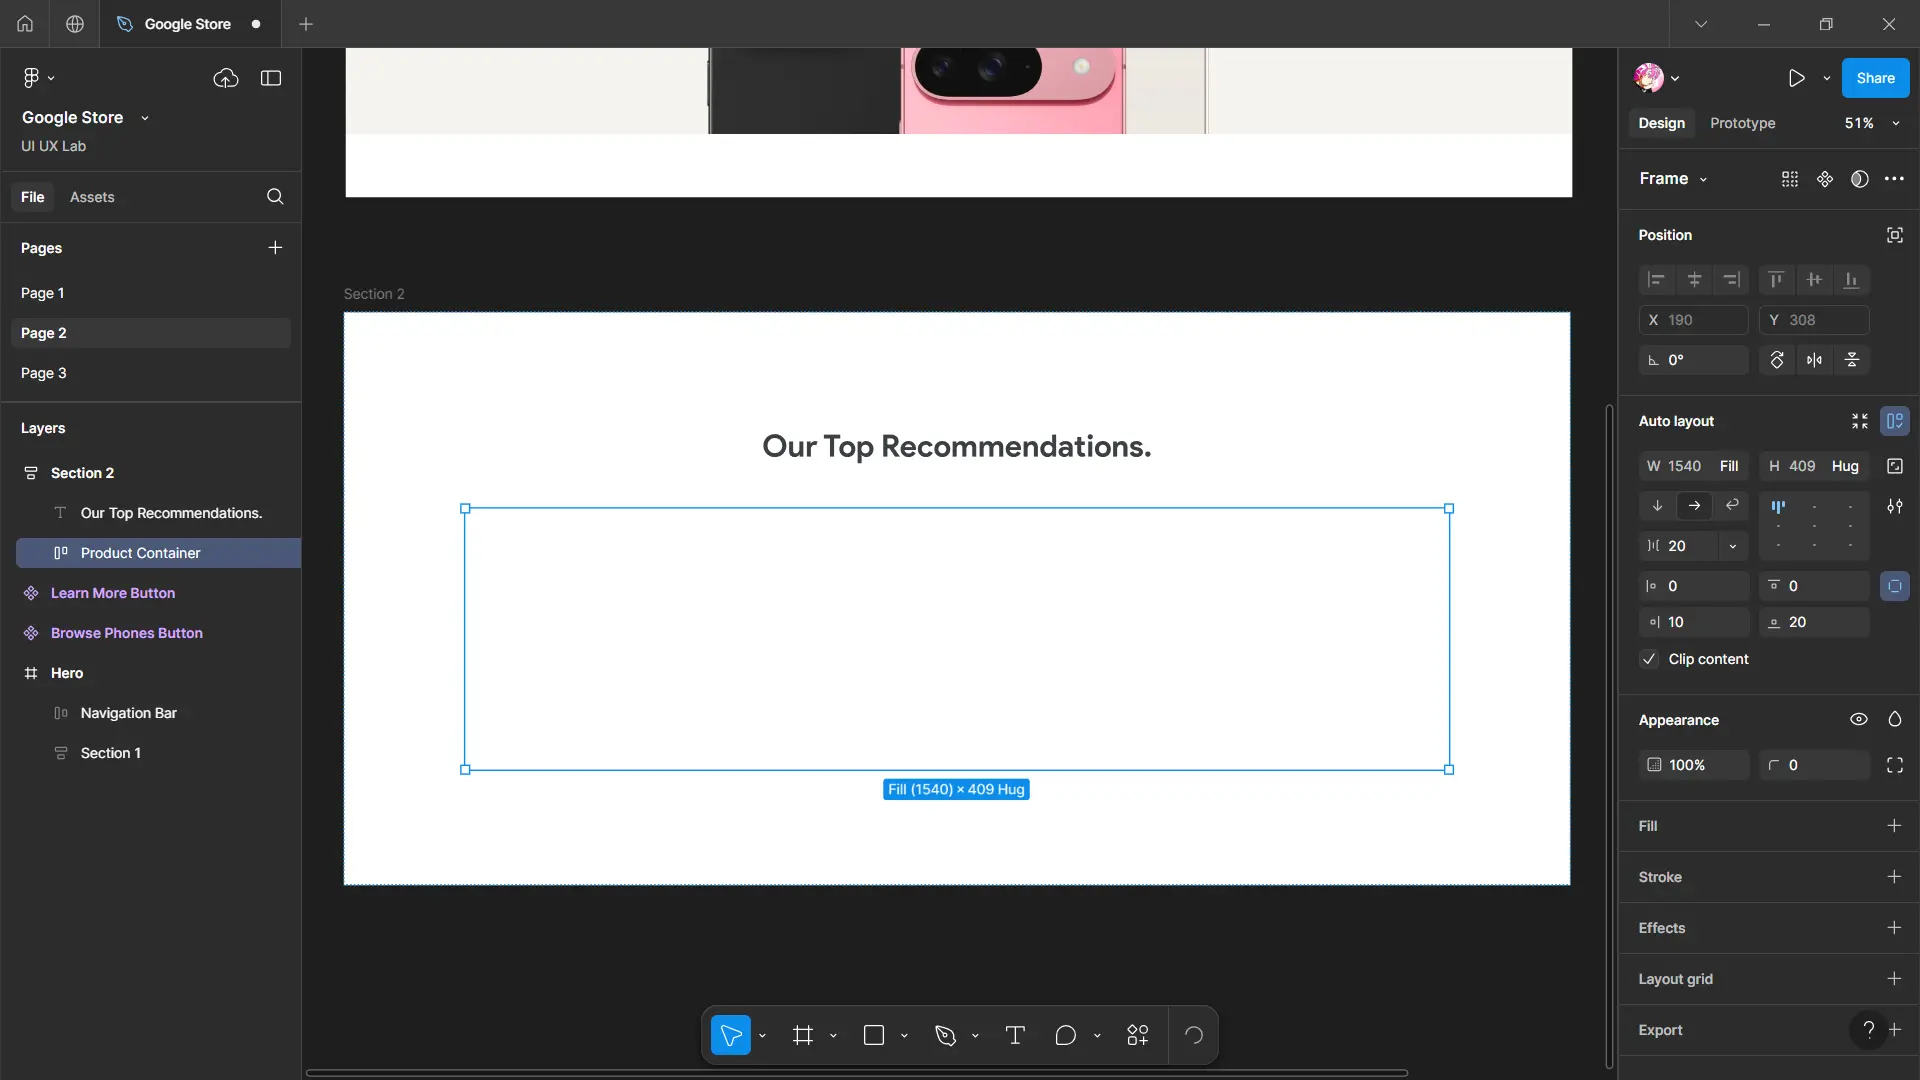 Google Store
Google Store
UI UX Lab
File
Assets
Pages
Page 1
Page 2
Page 3
Layers
Section 2
Our Top Recommendations.
Product Container
Learn More Button
Browse Phones Button
Hero
Navigation Bar
Section 1
Section 2
Our Top Recommendations.
Fill (1540) × 409 Hug
Share
Design
Prototype
51%
Frame
Position
X 190
Y 308
0°
Auto layout
W 1540 Fill
H 409 Hug
20
0
0
10
20
Clip content
Appearance
100%
0
Fill
Stroke
Effects
Layout grid
Export
?